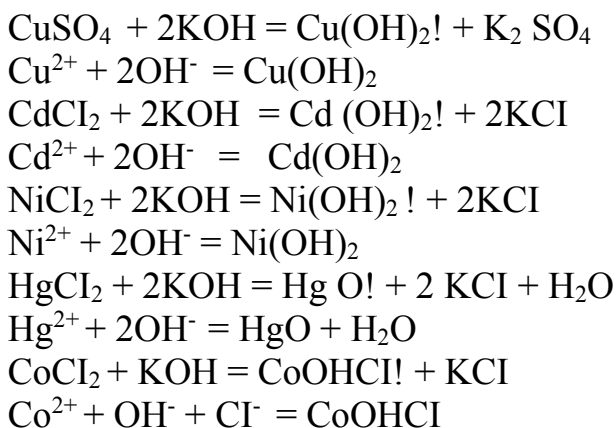 CuSO₄ + 2KOH = Cu(OH)₂! + K₂ SO₄
Cu²⁺ + 2OH⁻ = Cu(OH)₂
CdCI₂ + 2KOH = Cd (OH)₂! + 2KCI
Cd²⁺ + 2OH⁻ = Cd(OH)₂
NiCI₂ + 2KOH = Ni(OH)₂ ! + 2KCI
Ni²⁺ + 2OH⁻ = Ni(OH)₂
HgCI₂ + 2KOH = Hg O! + 2 KCI + H₂O
Hg²⁺ + 2OH⁻ = HgO + H₂O
CoCI₂ + KOH = CoOHCI! + KCI
Co²⁺ + OH⁻ + CI⁻ = CoOHCI